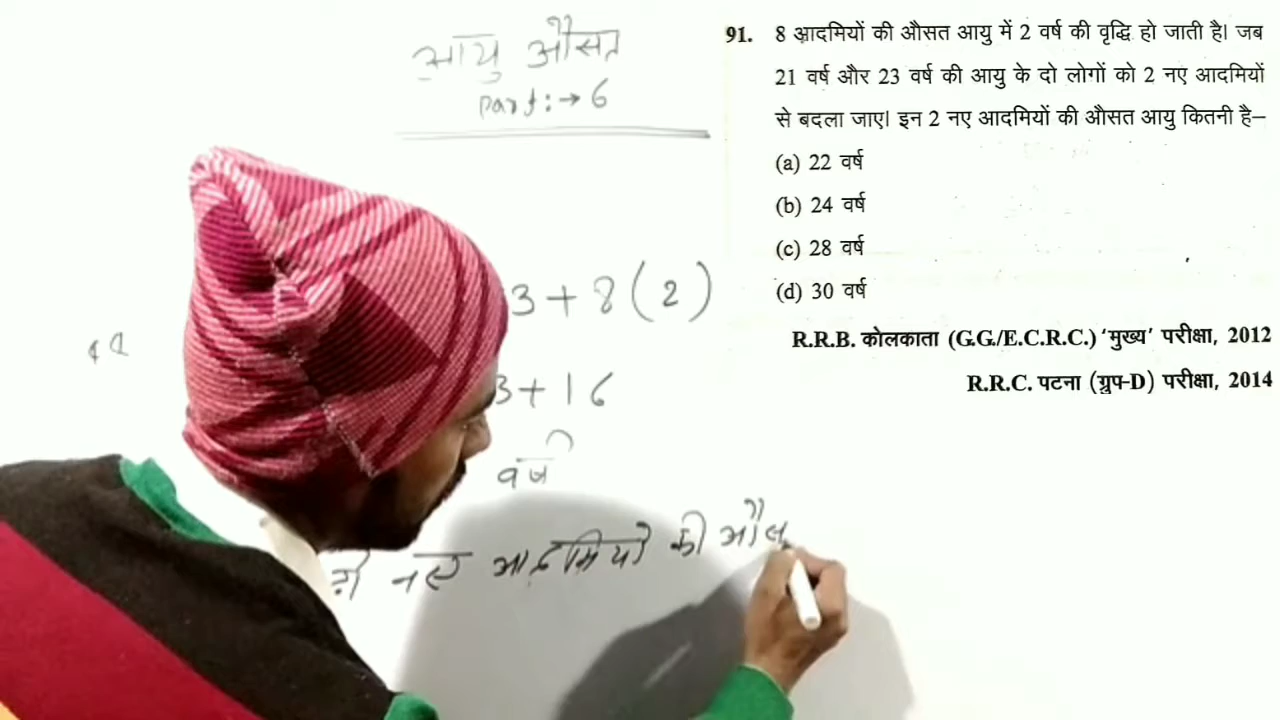 आयु औसत
Part:→6
91. 8 आदमियों की औसत आयु में 2 वर्ष की वृद्धि हो जाती है। जब
21 वर्ष और 23 वर्ष की आयु के दो लोगों को 2 नए आदमियों
से बदला जाए। इन 2 नए आदमियों की औसत आयु कितनी है–
(a) 22 वर्ष
(b) 24 वर्ष
(c) 28 वर्ष
(d) 30 वर्ष
R.R.B. कोलकाता (G.G./E.C.R.C.) ‘मुख्य’ परीक्षा, 2012
R.R.C. पटना (ग्रुप-D) परीक्षा, 2014
3+8(2)
3+16
वर्ष
दो नए आदमियों की औस